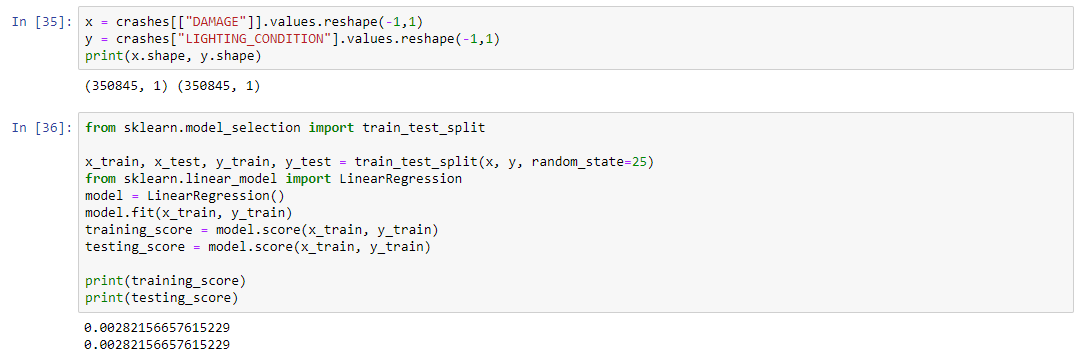 In [35]: x = crashes[["DAMAGE"]].values.reshape(-1,1)
y = crashes["LIGHTING_CONDITION"].values.reshape(-1,1)
print(x.shape, y.shape)
(350845, 1) (350845, 1)
In [36]: from sklearn.model_selection import train_test_split
x_train, x_test, y_train, y_test = train_test_split(x, y, random_state=25)
from sklearn.linear_model import LinearRegression
model = LinearRegression()
model.fit(x_train, y_train)
training_score = model.score(x_train, y_train)
testing_score = model.score(x_train, y_train)
print(training_score)
print(testing_score)
0.00282156657615229
0.00282156657615229